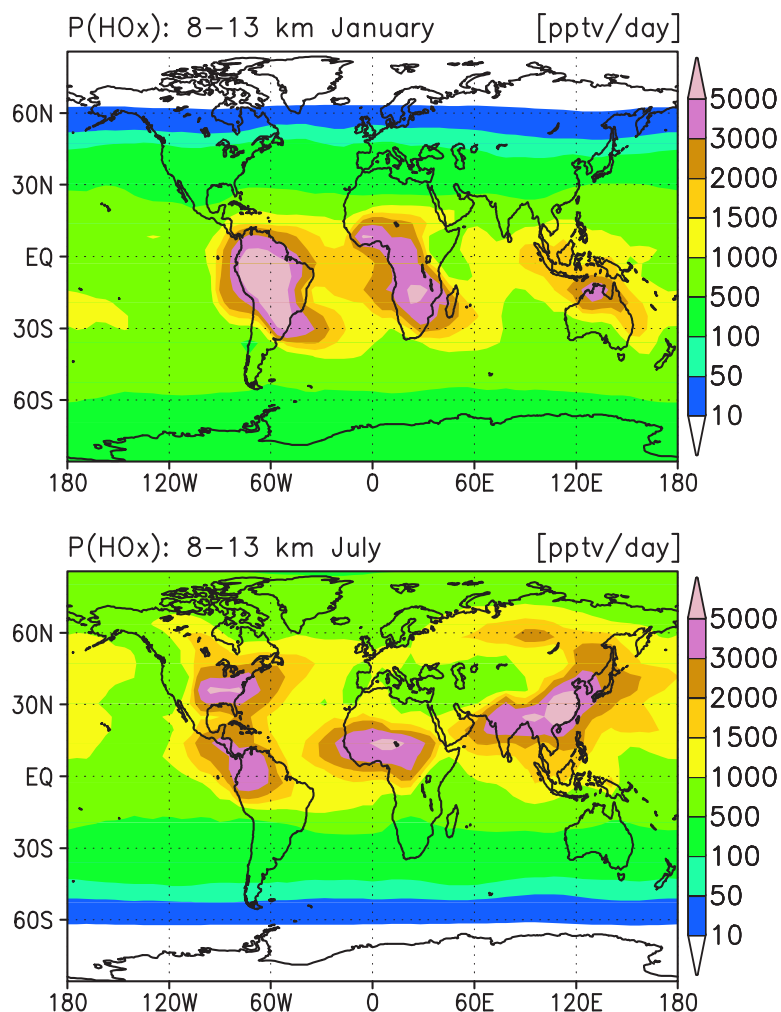 P(HOx): 8−13 km January [pptv/day]
60N
30N
EQ
30S
60S
180 120W 60W 0 60E 120E 180
5000
3000
2000
1500
1000
500
100
50
10
P(HOx): 8−13 km July [pptv/day]
60N
30N
EQ
30S
60S
180 120W 60W 0 60E 120E 180
5000
3000
2000
1500
1000
500
100
50
10